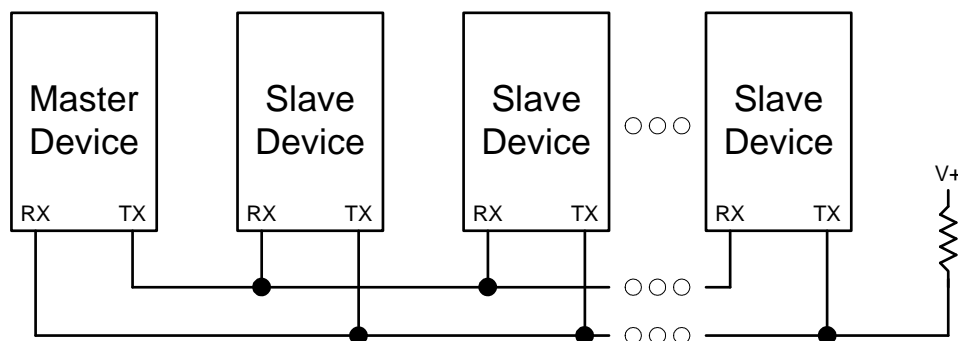 Master
Device
Slave
Device
Slave
Device
Slave
Device
V+
RX TX
RX TX
RX TX
RX TX